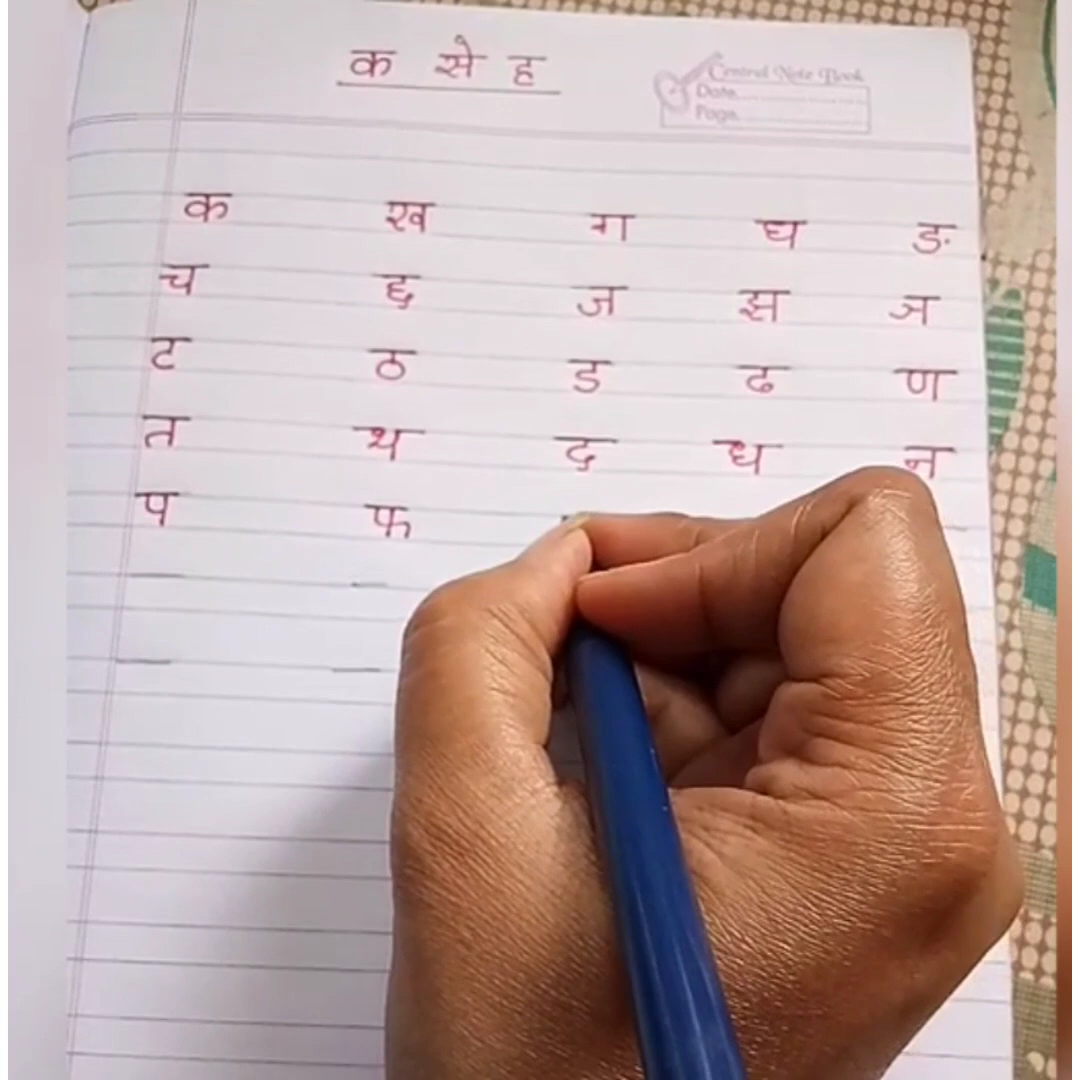 क से ह
Central Note Book
Date
Page
क ख ग घ ङ
च छ ज झ ञ
ट ठ ड ढ ण
त थ द ध न
प फ